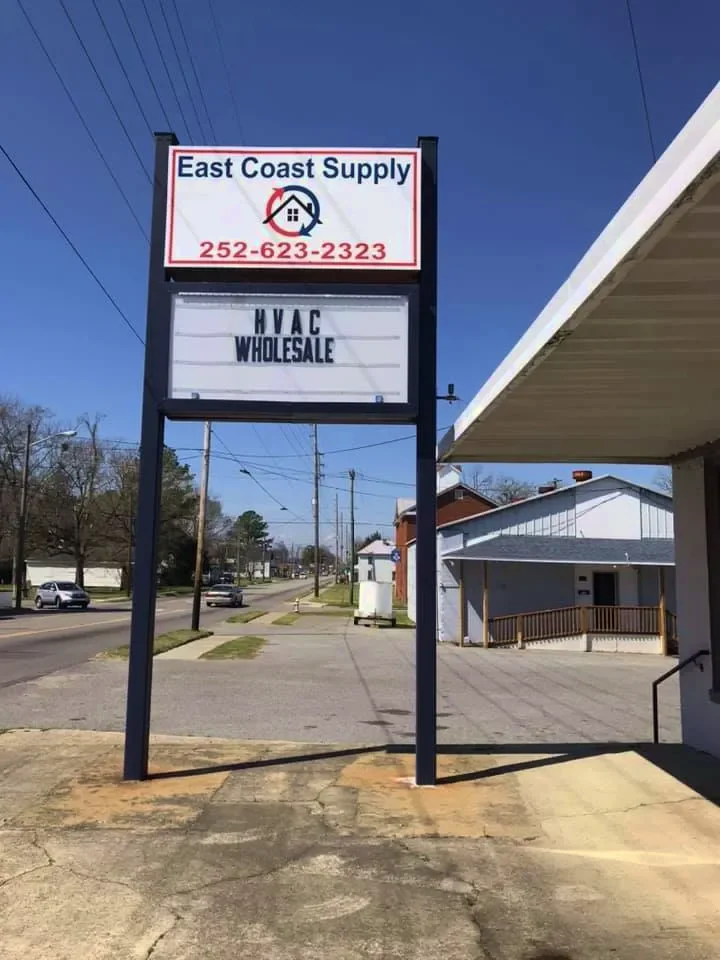 East Coast Supply
252-623-2323
HVAC
WHOLESALE